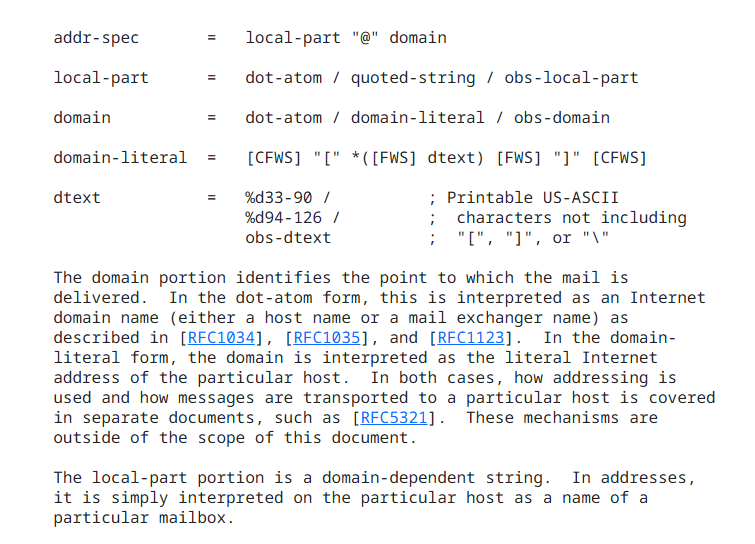 addr-spec       =   local-part "@" domain
local-part      =   dot-atom / quoted-string / obs-local-part
domain          =   dot-atom / domain-literal / obs-domain
domain-literal  =   [CFWS] "[" *([FWS] dtext) [FWS] "]" [CFWS]
dtext           =   %d33-90 /          ; Printable US-ASCII
                    %d94-126 /         ;  characters not including
                    obs-dtext          ;  "[", "]", or "\"
The domain portion identifies the point to which the mail is
delivered.  In the dot-atom form, this is interpreted as an Internet
domain name (either a host name or a mail exchanger name) as
described in [RFC1034], [RFC1035], and [RFC1123].  In the domain-
literal form, the domain is interpreted as the literal Internet
address of the particular host.  In both cases, how addressing is
used and how messages are transported to a particular host is covered
in separate documents, such as [RFC5321].  These mechanisms are
outside of the scope of this document.
The local-part portion is a domain-dependent string.  In addresses,
it is simply interpreted on the particular host as a name of a
particular mailbox.